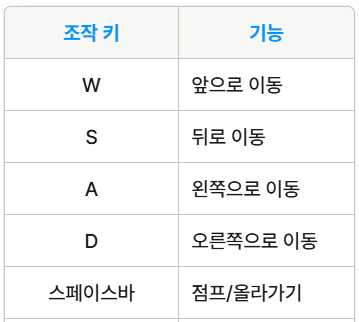 조작 키 기능
W 앞으로 이동
S 뒤로 이동
A 왼쪽으로 이동
D 오른쪽으로 이동
스페이스바 점프/올라가기